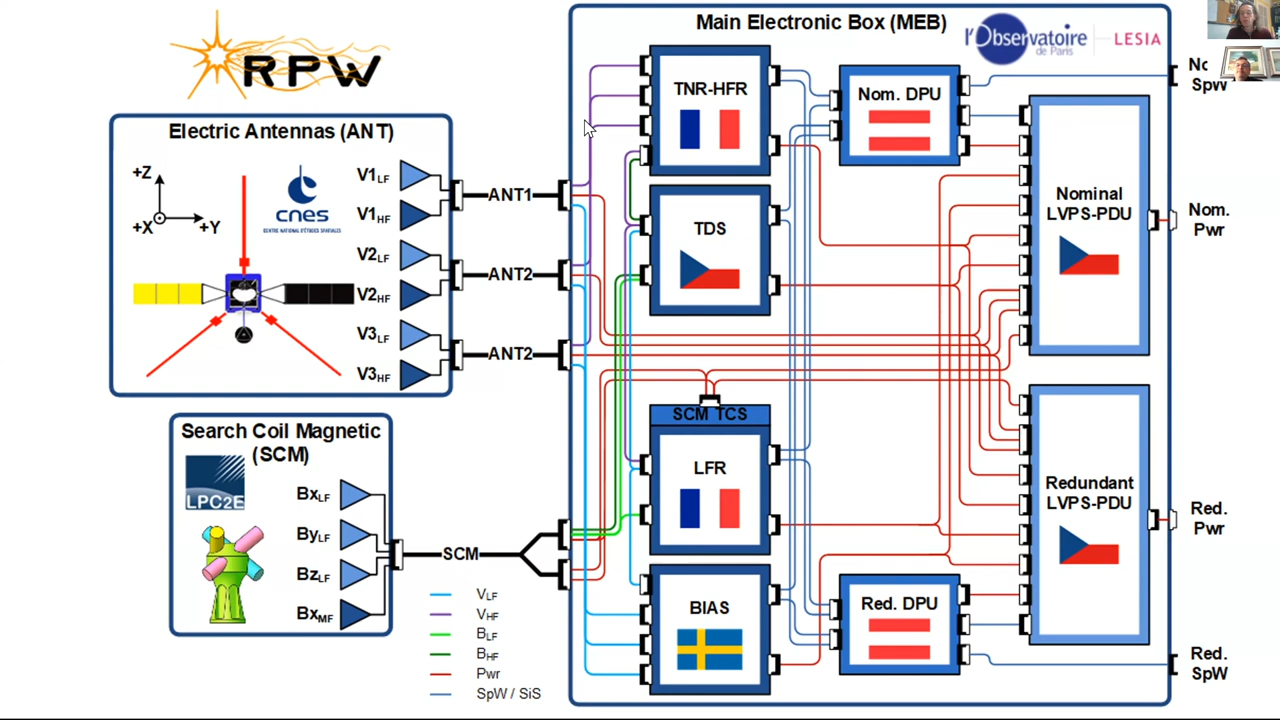 RPW
Electric Antennas (ANT)
+Z
+X
+Y
cnes
CENTRE NATIONAL D'ÉTUDES SPATIALES
V1LF
V1HF
V2LF
V2HF
V3LF
V3HF
ANT1
ANT2
ANT2
Search Coil Magnetic
(SCM)
LPC2E
BxLF
ByLF
BzLF
BxMF
SCM
VLF
VHF
BLF
BHF
Pwr
SpW / SiS
Main Electronic Box (MEB)
l'Observatoire
de Paris
LESIA
TNR-HFR
TDS
SCM TCS
LFR
BIAS
Nom. DPU
Red. DPU
Nominal
LVPS-PDU
Redundant
LVPS-PDU
SpW
Nom.
Pwr
Red.
Pwr
Red.
SpW